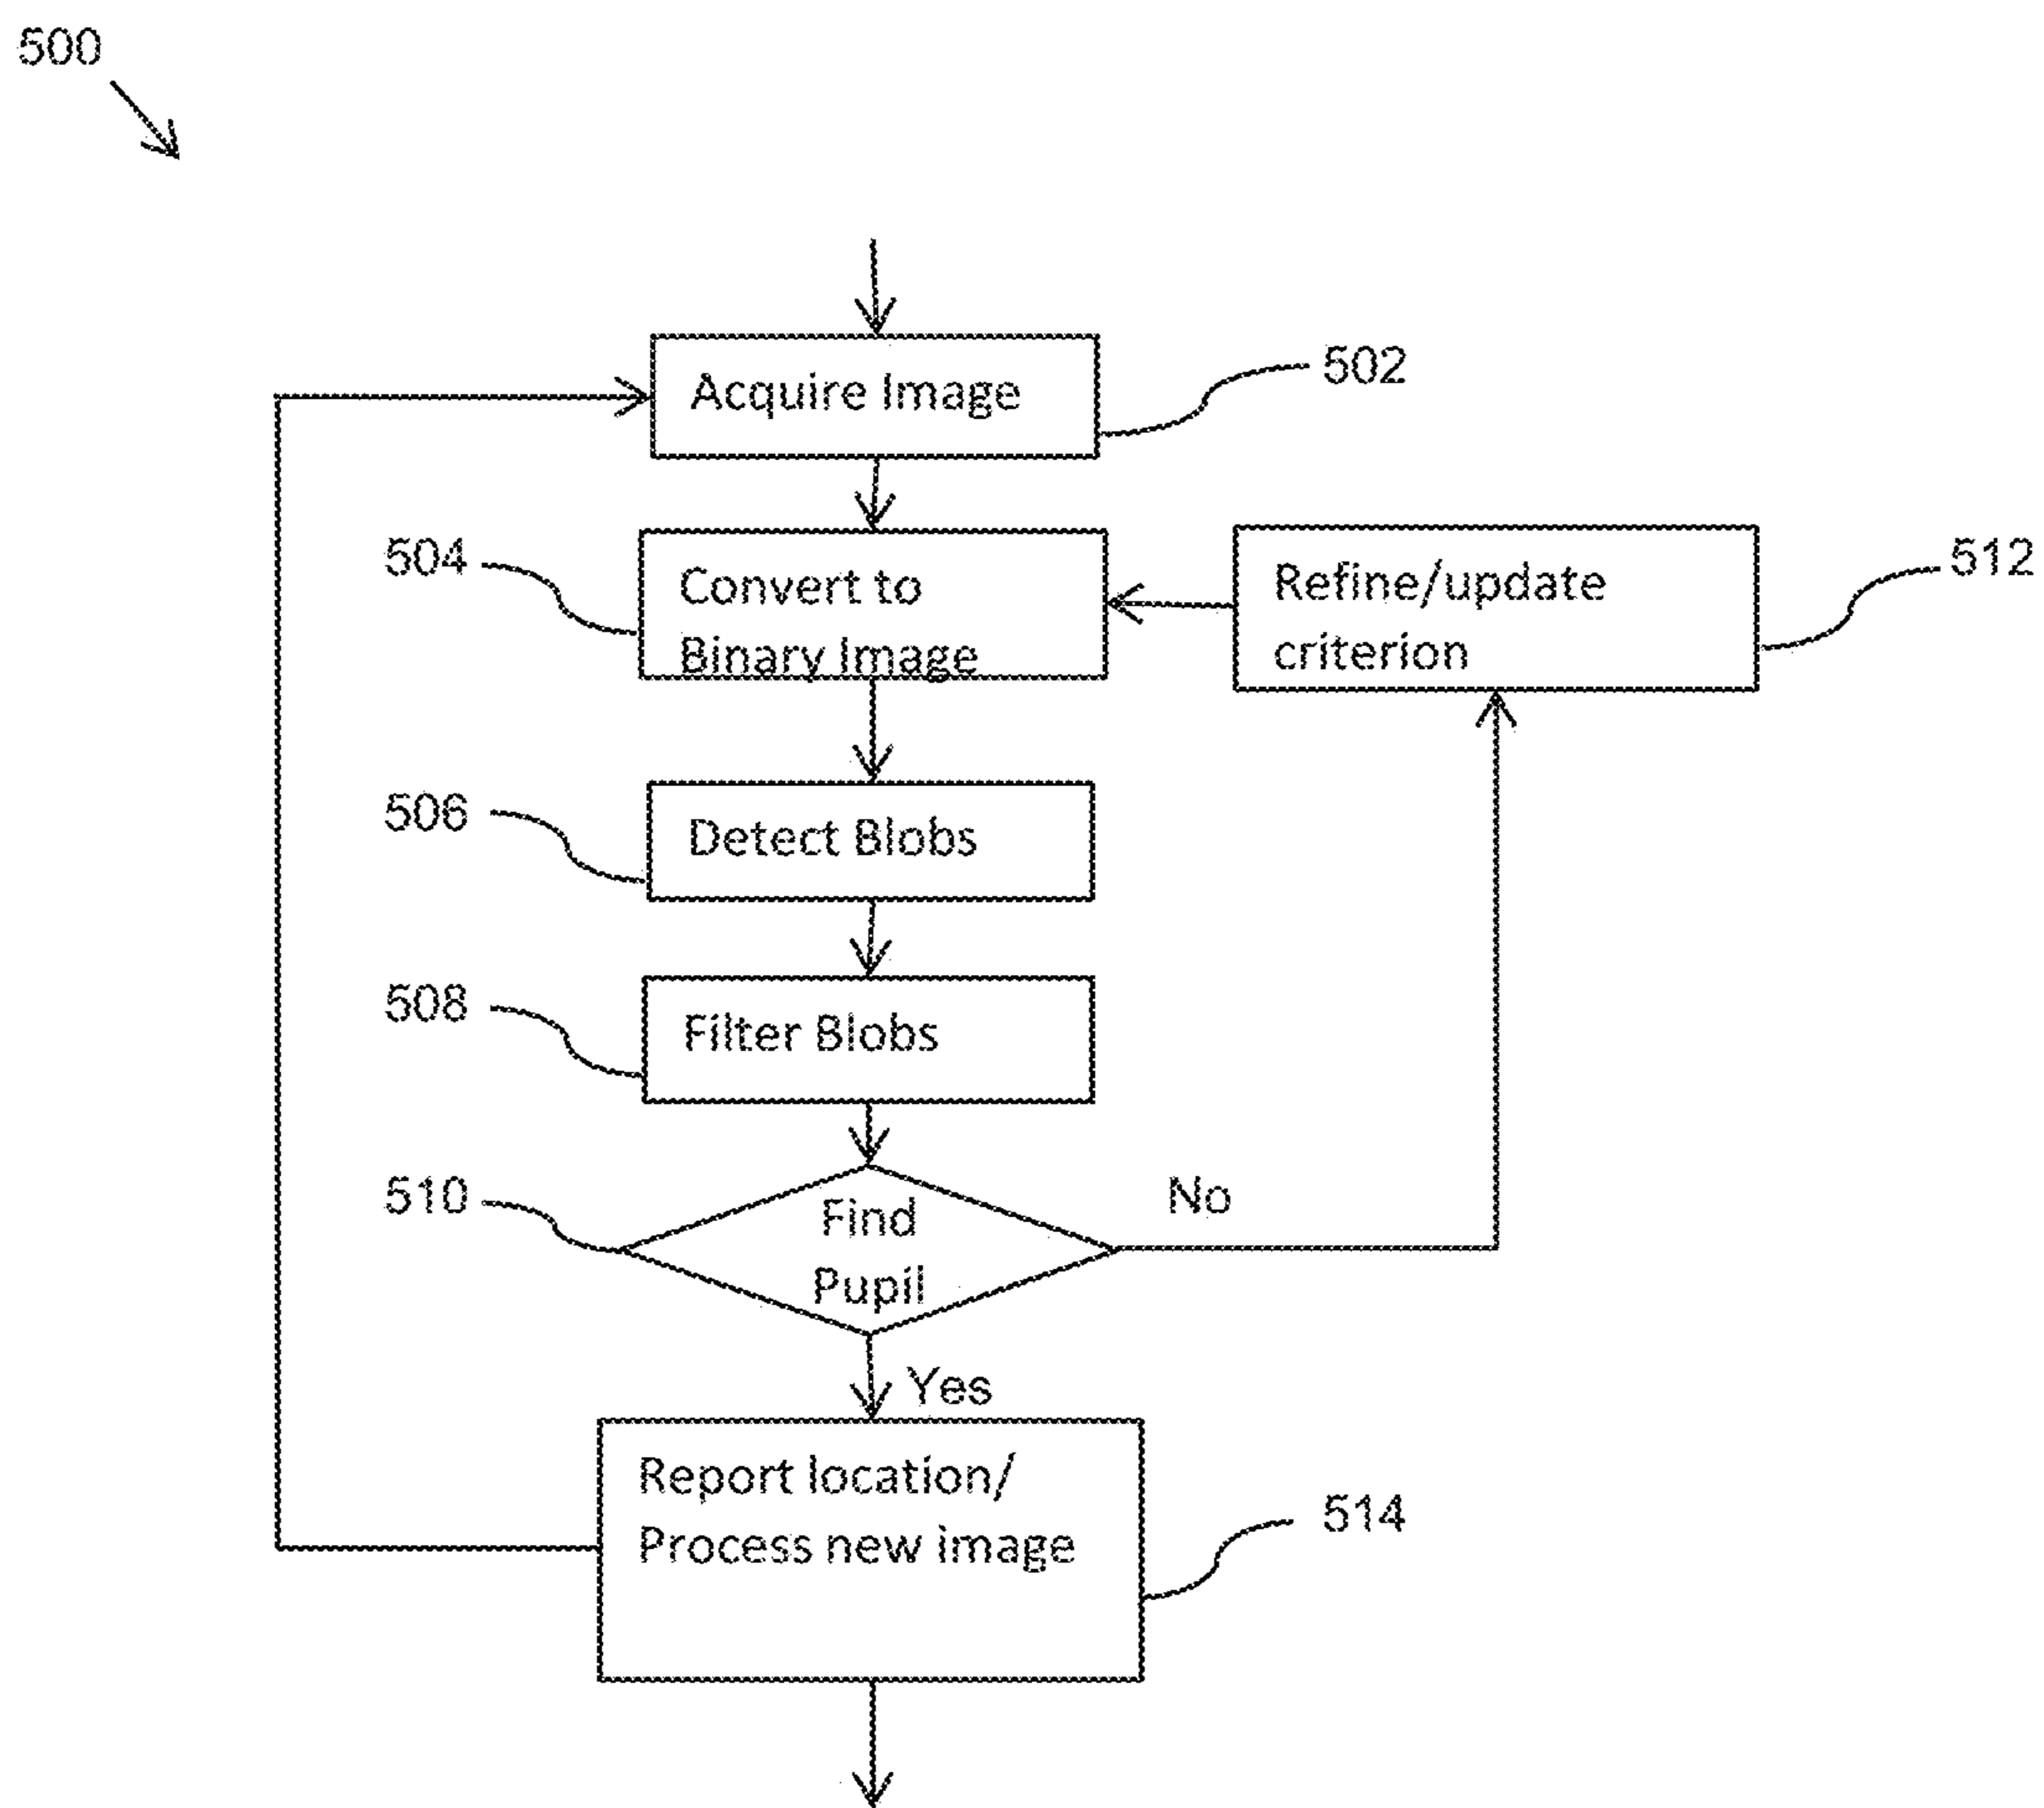 500
Acquire Image
502
504
Convert to
Binary Image
Refine/update
criterion
512
506
Detect Blobs
508
Filter Blobs
510
Find
Pupil
No
Yes
Report location/
Process new image
514